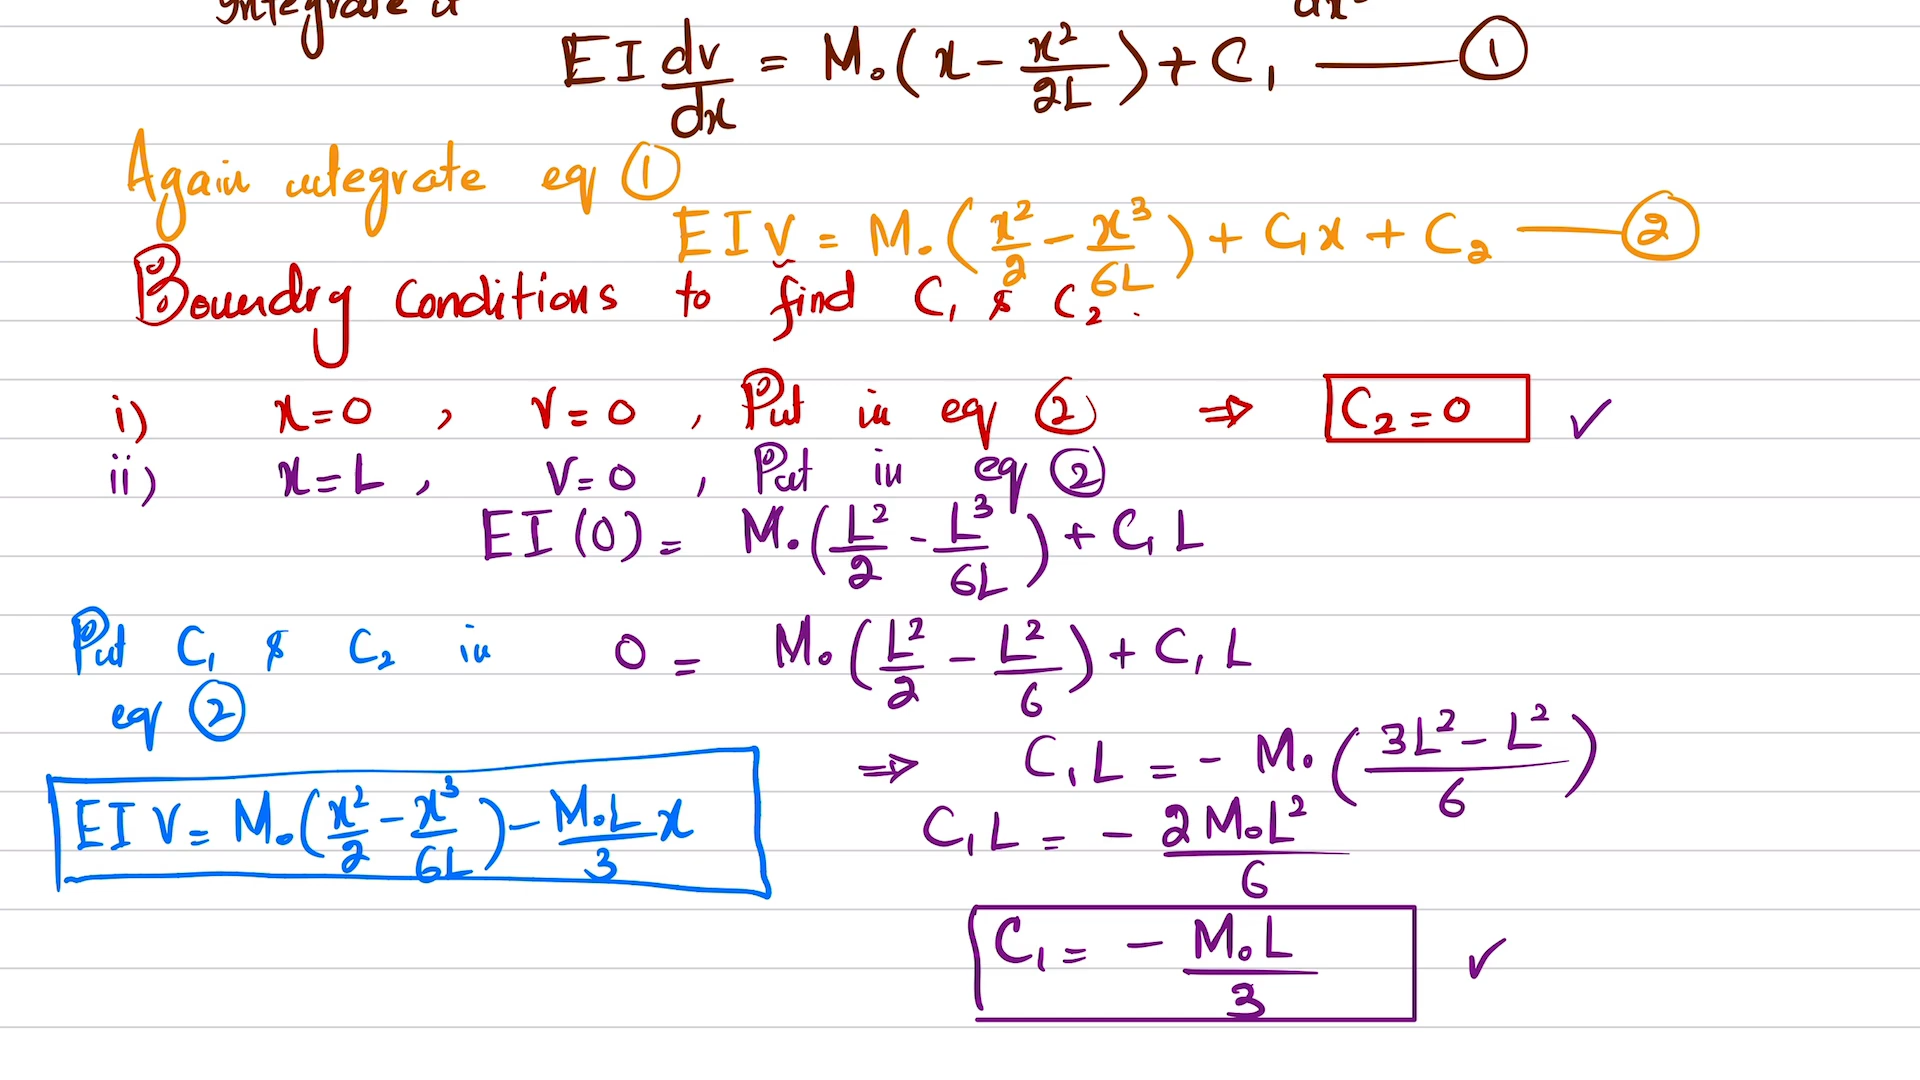 Integrate it dx²
EI dv/dx = M₀(x - x²/2L) + C₁ —— ①
Again integrate eq ①
EIV = M₀(x²/2 - x³/6L) + C₁x + C₂ —— ②
Boundry Conditions to find C₁ & C₂.
i) x=0 , V=0 , Put in eq ② ⇒ C₂=0 ✓
ii) x=L , V=0 , Put in eq ②
EI(0) = M₀(L²/2 - L³/6L) + C₁L
0 = M₀(L²/2 - L²/6) + C₁L
⇒ C₁L = - M₀(3L² - L²/6)
C₁L = - 2M₀L²/6
C₁ = - M₀L/3 ✓
Put C₁ & C₂ in
eq ②
EIV = M₀(x²/2 - x³/6L) - M₀L/3 x